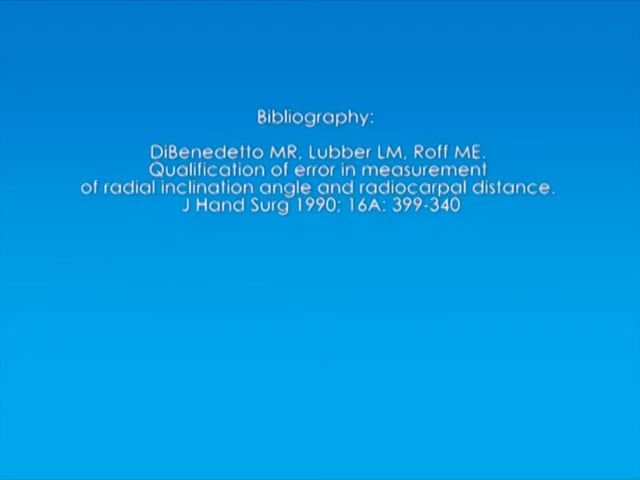 Bibliography:
DiBenedetto MR, Lubber LM, Roff ME.
Qualification of error in measurement
of radial inclination angle and radiocarpal distance.
J Hand Surg 1990; 16A: 399-340